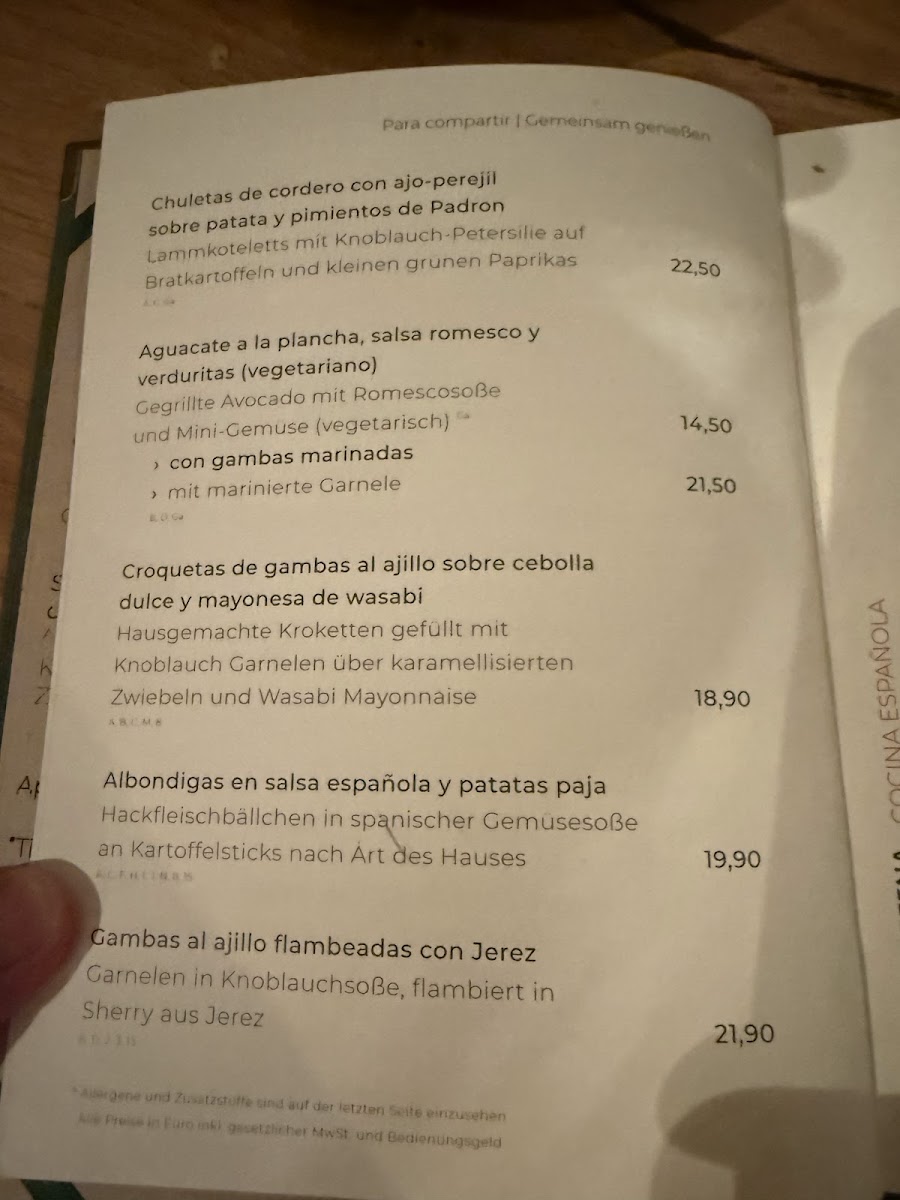 Para compartir | Gemeinsam genießen
Chuletas de cordero con ajo-perejil
sobre patata y pimientos de Padron
Lammkoteletts mit Knoblauch-Petersilie auf
Bratkartoffeln und kleinen grunen Paprikas
22,50
Aguacate a la plancha, salsa romesco y
verduritas (vegetariano)
Gegrillte Avocado mit Romescosoße
und Mini-Gemuse (vegetarisch)
14,50
› con gambas marinadas
› mit marinierte Garnele
21,50
Croquetas de gambas al ajillo sobre cebolla
dulce y mayonesa de wasabi
Hausgemachte Kroketten gefüllt mit
Knoblauch Garnelen über karamellisierten
Zwiebeln und Wasabi Mayonnaise
18,90
Albondigas en salsa española y patatas paja
Hackfleischbällchen in spanischer Gemüsesoße
an Kartoffelsticks nach Art des Hauses
19,90
Gambas al ajillo flambeadas con Jerez
Garnelen in Knoblauchsoße, flambiert in
Sherry aus Jerez
21,90
* Allergene und Zusatzstoffe sind auf der letzten Seite einzusehen
Alle Preise in Euro inkl. gesetzlicher MwSt. und Bedienungsgeld
COCINA ESPAÑOLA